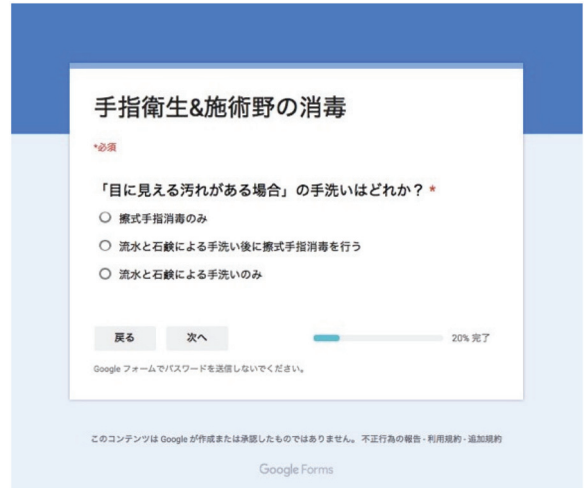 手指衛生&施術野の消毒
*必須
「目に見える汚れがある場合」の手洗いはどれか？ *
擦式手指消毒のみ
流水と石鹸による手洗い後に擦式手指消毒を行う
流水と石鹸による手洗いのみ
戻る 次へ 20% 完了
Google フォームでパスワードを送信しないでください。
このコンテンツは Google が作成または承認したものではありません。 不正行為の報告 - 利用規約 - 追加規約
Google Forms